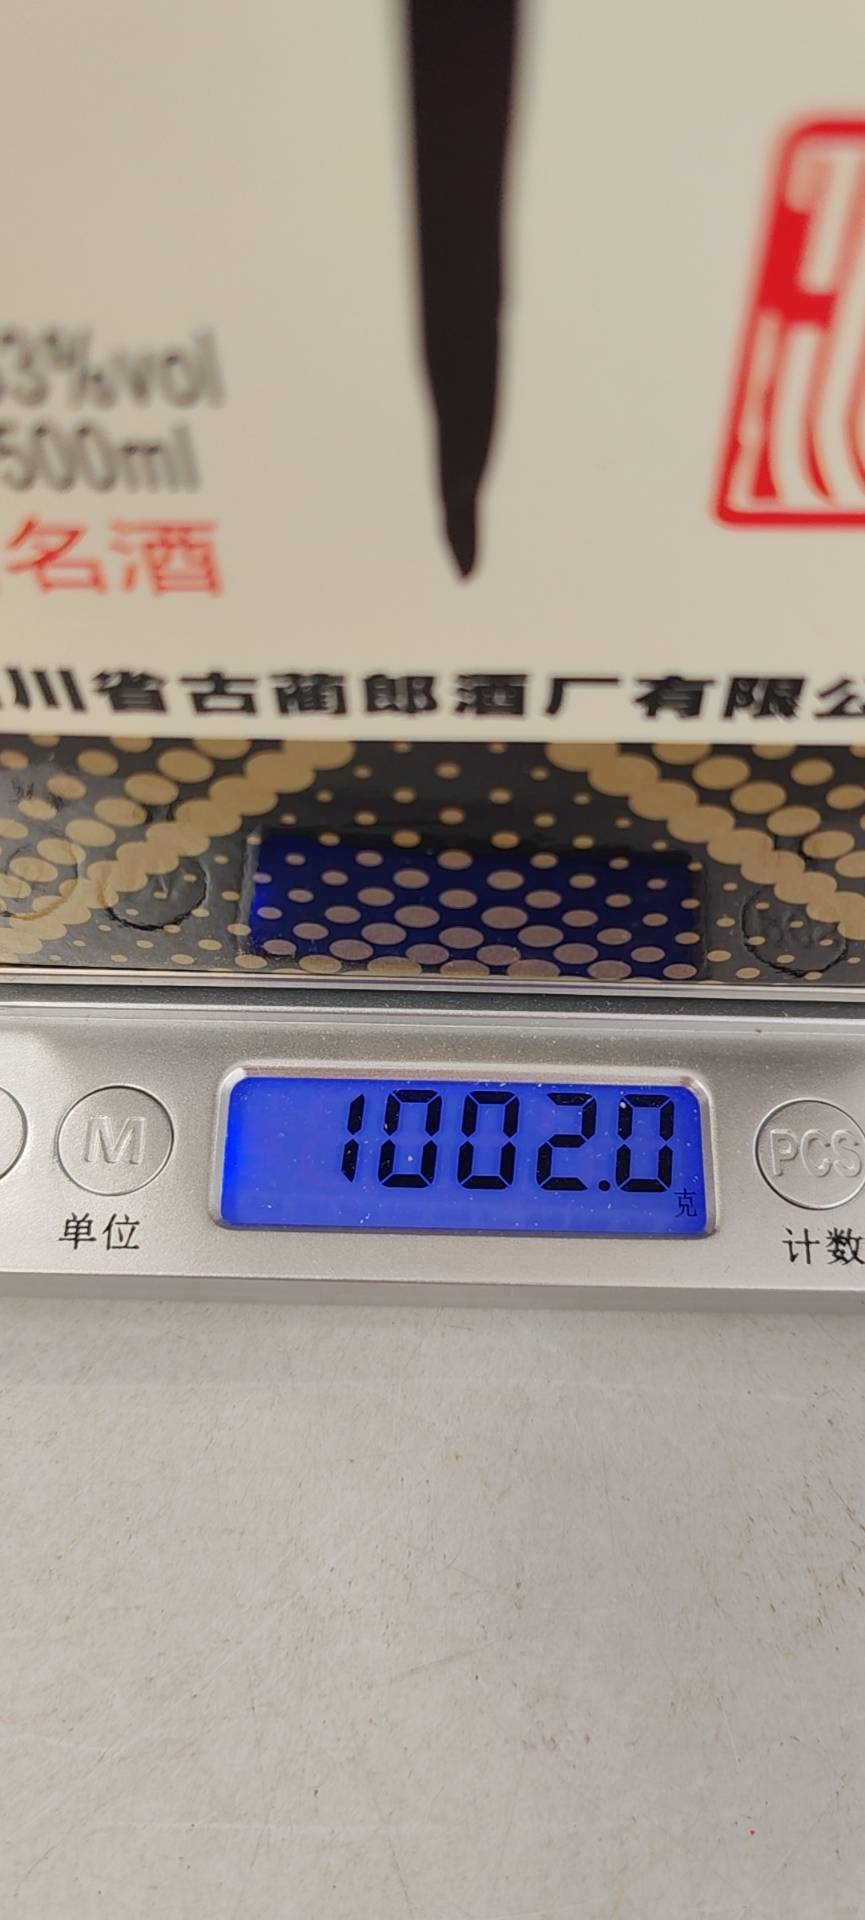 3%vol
500ml
名酒
川省古蔺郎酒厂有限公
1002.0
克
M
PCS
单位
计数